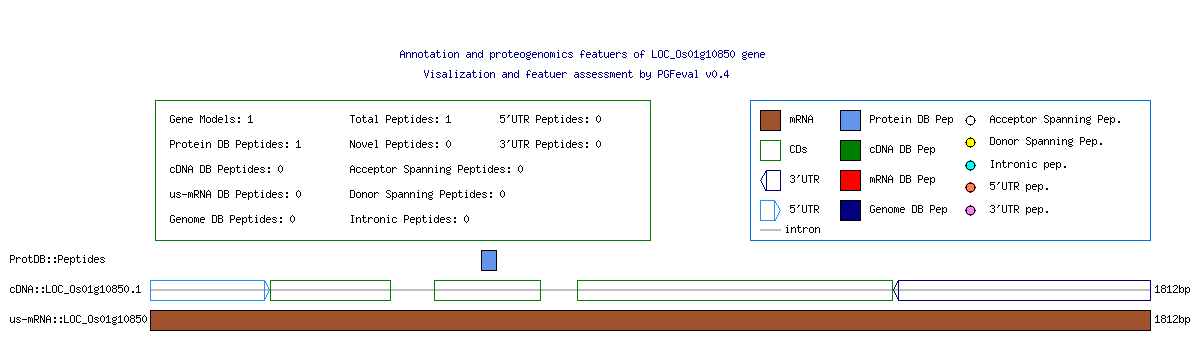 Annotation and proteogenomics featuers of LOC_Os01g10850 gene
Visalization and featuer assessment by PGFeval v0.4
Gene Models: 1 Total Peptides: 1 5'UTR Peptides: 0
Protein DB Peptides: 1 Novel Peptides: 0 3'UTR Peptides: 0
cDNA DB Peptides: 0 Acceptor Spanning Peptides: 0
us-mRNA DB Peptides: 0 Donor Spanning Peptides: 0
Genome DB Peptides: 0 Intronic Peptides: 0
mRNA Protein DB Pep Acceptor Spanning Pep.
CDs cDNA DB Pep Donor Spanning Pep.
3'UTR mRNA DB Pep Intronic pep.
5'UTR Genome DB Pep 5'UTR pep.
intron 3'UTR pep.
ProtDB::Peptides
cDNA::LOC_Os01g10850.1 1812bp
us-mRNA::LOC_Os01g10850 1812bp